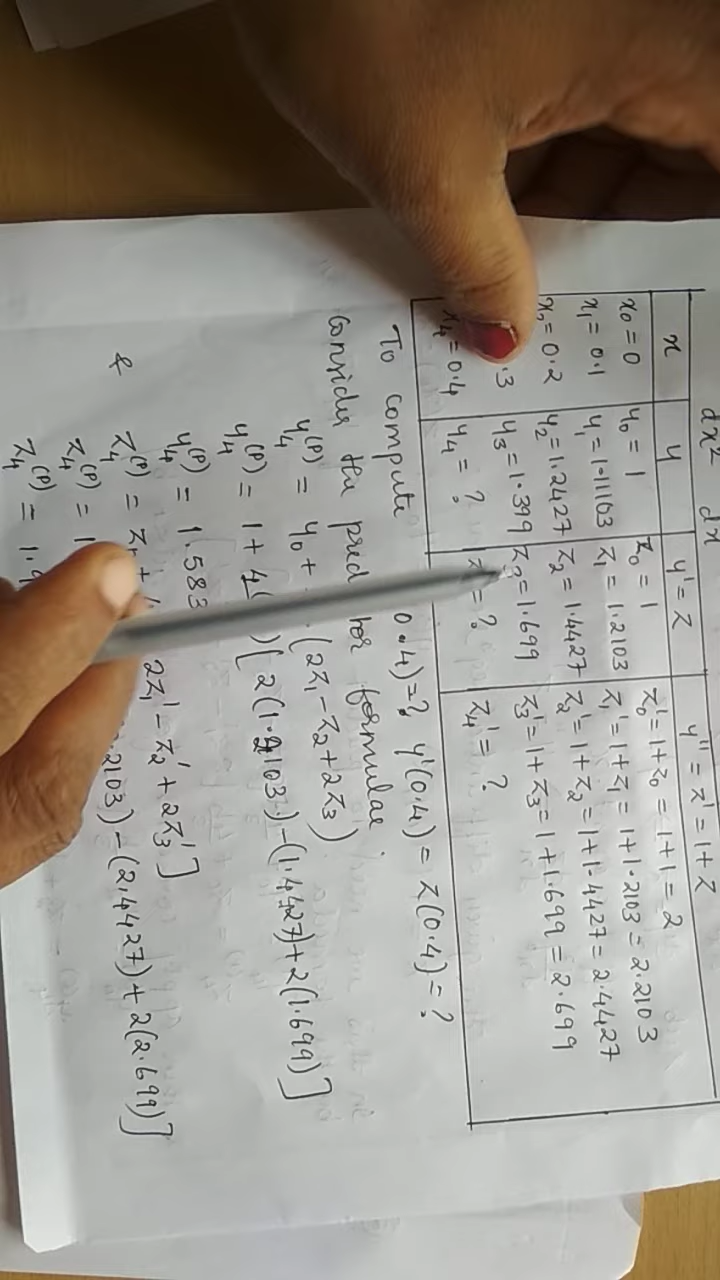 dx² dx
x y y' = z y'' = z' = 1+z
x₀ = 0 y₀ = 1 z₀ = 1 z₀' = 1+z₀ = 1+1 = 2
x₁ = 0.1 y₁ = 1.11103 z₁ = 1.2103 z₁' = 1+z₁ = 1+1.2103 = 2.2103
x₂ = 0.2 y₂ = 1.2427 z₂ = 1.4427 z₂' = 1+z₂ = 1+1.4427 = 2.4427
.3 y₃ = 1.399 z₃ = 1.699 z₃' = 1+z₃ = 1+1.699 = 2.699
x₄ = 0.4 y₄ = ? = ? z₄' = ?
To compute 0.4) = ? y'(0.4) = z(0.4) = ?
consider the formulae.
y₄⁽ᴾ⁾ = y₀ + (2z₁ - z₂ + 2z₃)
y₄⁽ᴾ⁾ = 1 + 4( ) [2(1.2103) - (1.4427) + 2(1.699)]
y₄⁽ᴾ⁾ = 1.583
& z₄⁽ᴾ⁾ = 2z₁' - z₂' + 2z₃']
z₄⁽ᴾ⁾ = 1 .2103) - (2.4427) + 2(2.699)]
z₄⁽ᴾ⁾ = 1.9